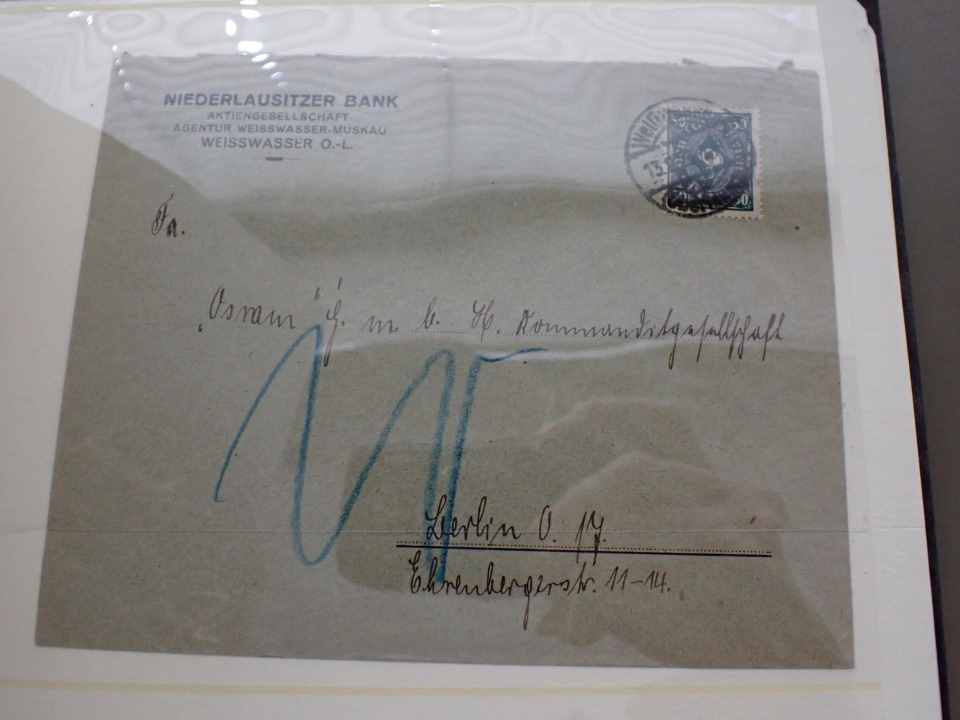 NIEDERLAUSITZER BANK
AKTIENGESELLSCHAFT
AGENTUR WEISSWASSER-MUSKAU
WEISSWASSER O.-L.
Fa.
„Osram" G. m. b. H. Kommanditgesellschaft
Berlin O. 17.
Ehrenbergerstr. 11-14.